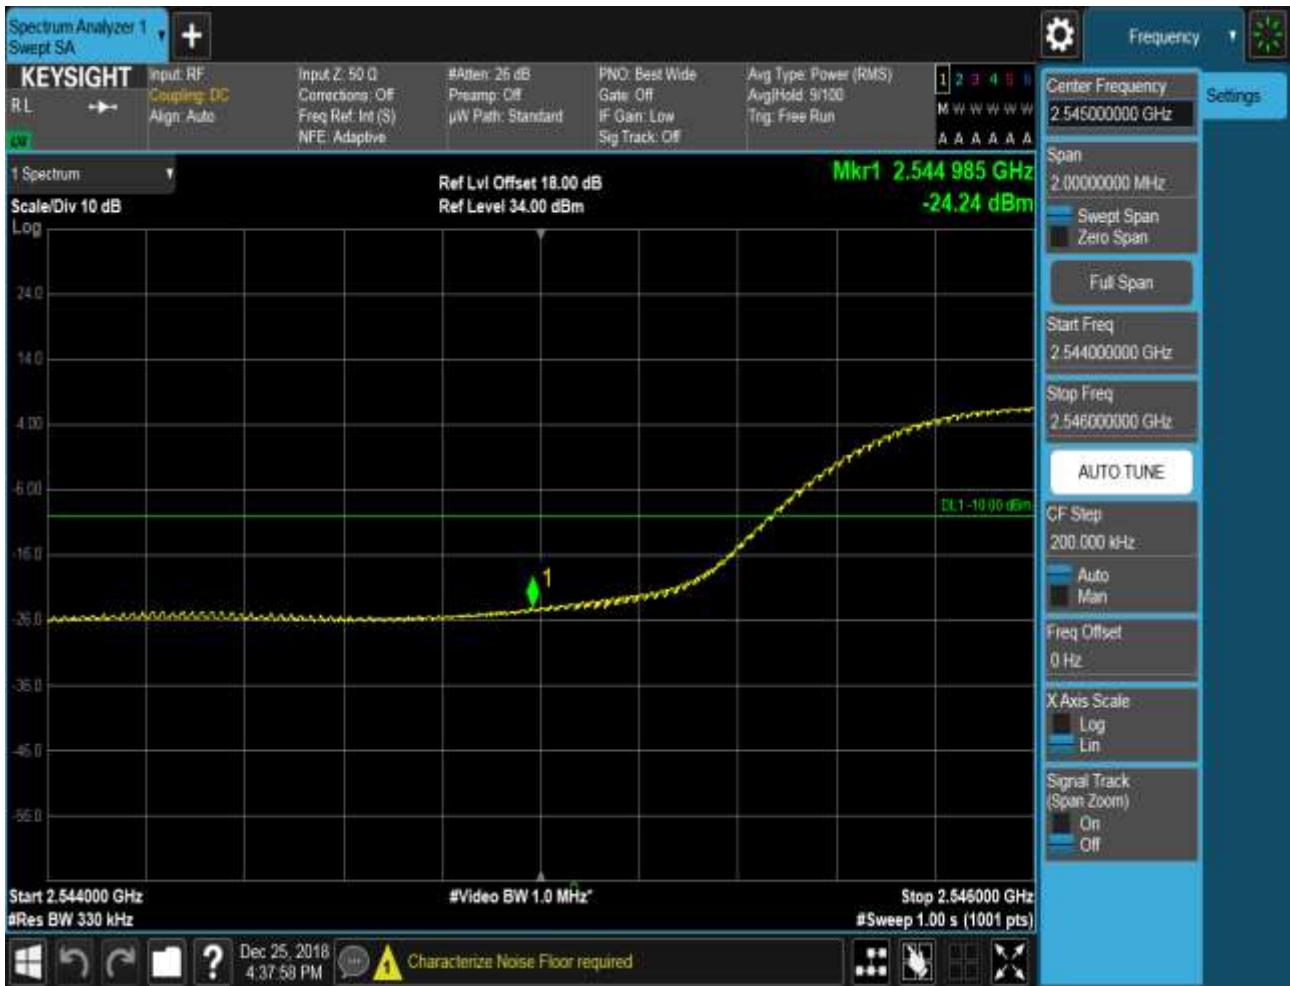 Spectrum Analyzer 1
Swept SA
Frequency
KEYSIGHT
R L
Input: RF
Coupling: DC
Align: Auto
Input Z: 50 Ω
Corrections: Off
Freq Ref: Int (S)
NFE: Adaptive
#Atten: 26 dB
Preamp: Off
µW Path: Standard
PNO: Best Wide
Gate: Off
IF Gain: Low
Sig Track: Off
Avg Type: Power (RMS)
Avg|Hold: 9/100
Trig: Free Run
1 2 3 4 5 6
M W W W W W
A A A A A A
1 Spectrum
Scale/Div 10 dB
Log
Ref Lvl Offset 18.00 dB
Ref Level 34.00 dBm
Mkr1 2.544 985 GHz
-24.24 dBm
24.0
14.0
4.00
-6.00
-16.0
-26.0
-36.0
-46.0
-56.0
DL1 -10.00 dBm
1
Start 2.544000 GHz
#Res BW 330 kHz
#Video BW 1.0 MHz*
Stop 2.546000 GHz
#Sweep 1.00 s (1001 pts)
Center Frequency
2.545000000 GHz
Settings
Span
2.00000000 MHz
Swept Span
Zero Span
Full Span
Start Freq
2.544000000 GHz
Stop Freq
2.546000000 GHz
AUTO TUNE
CF Step
200.000 kHz
Auto
Man
Freq Offset
0 Hz
X Axis Scale
Log
Lin
Signal Track
(Span Zoom)
On
Off
?
Dec 25, 2018
4:37:58 PM
1
Characterize Noise Floor required